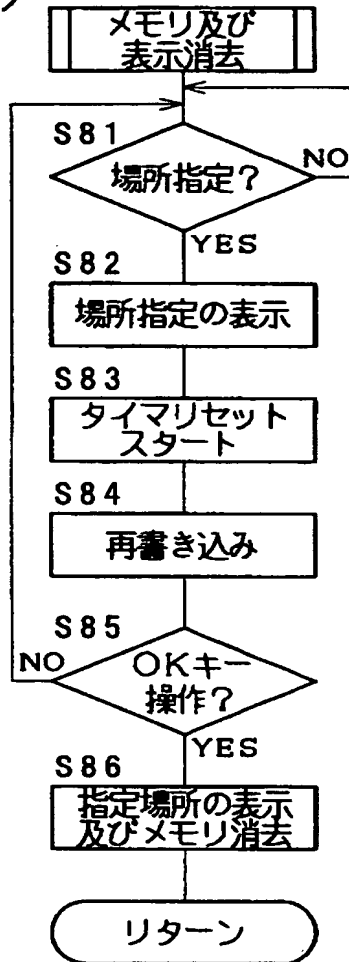 メモリ及び
表示消去
S81
場所指定?
NO
YES
S82
場所指定の表示
S83
タイマリセット
スタート
S84
再書き込み
S85
NO
OKキー
操作?
YES
S86
指定場所の表示
及びメモリ消去
リターン